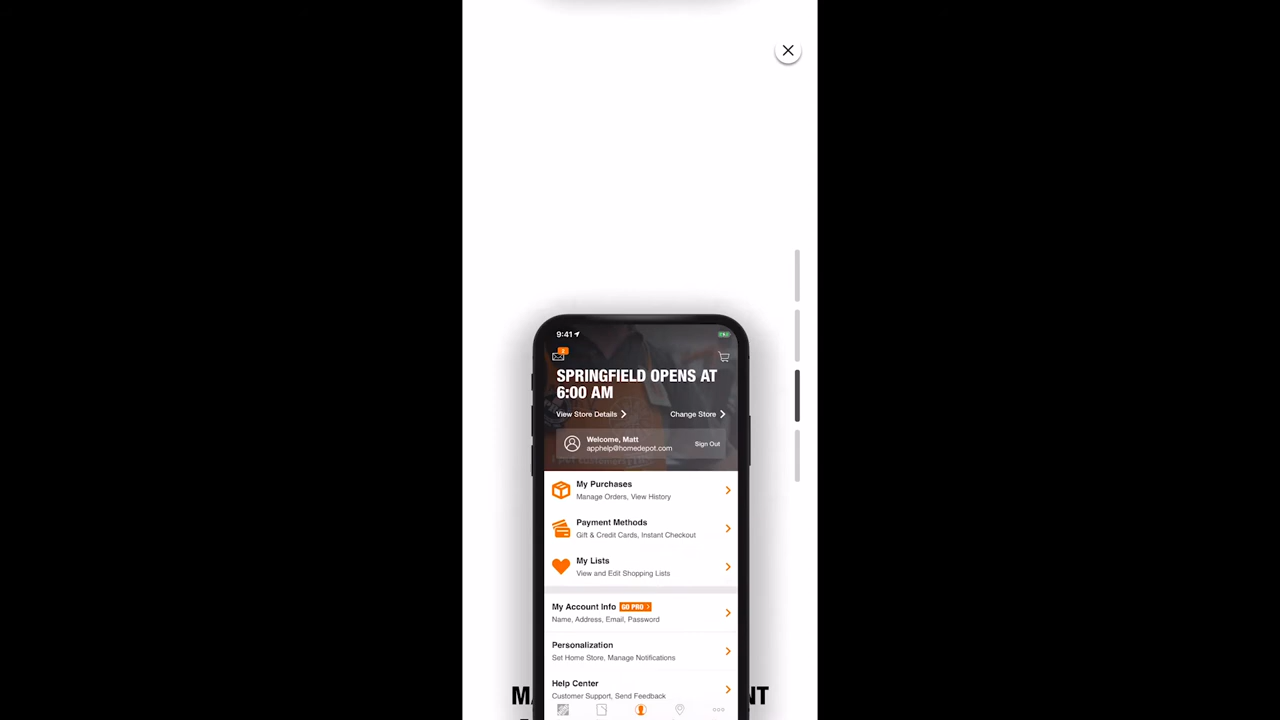 9:41
SPRINGFIELD OPENS AT
6:00 AM
View Store Details
Change Store
Welcome, Matt
apphelp@homedepot.com
Sign Out
My Purchases
Manage Orders, View History
Payment Methods
Gift & Credit Cards, Instant Checkout
My Lists
View and Edit Shopping Lists
My Account Info GO PRO
Name, Address, Email, Password
Personalization
Set Home Store, Manage Notifications
Help Center
Customer Support, Send Feedback